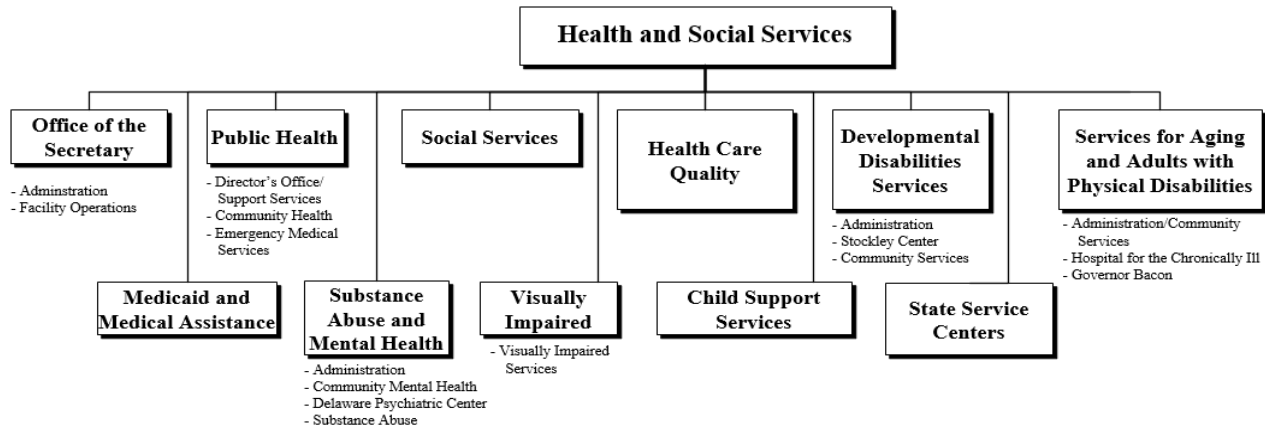 Health and Social Services
Office of the
Secretary
- Adminstration
- Facility Operations
Public Health
- Director's Office/
Support Services
- Community Health
- Emergency Medical
Services
Social Services
Health Care
Quality
Developmental
Disabilities
Services
- Administration
- Stockley Center
- Community Services
Services for Aging
and Adults with
Physical Disabilities
- Administration/Community
Services
- Hospital for the Chronically Ill
- Governor Bacon
Medicaid and
Medical Assistance
Substance
Abuse and
Mental Health
- Administration
- Community Mental Health
- Delaware Psychiatric Center
- Substance Abuse
Visually
Impaired
- Visually Impaired
Services
Child Support
Services
State Service
Centers